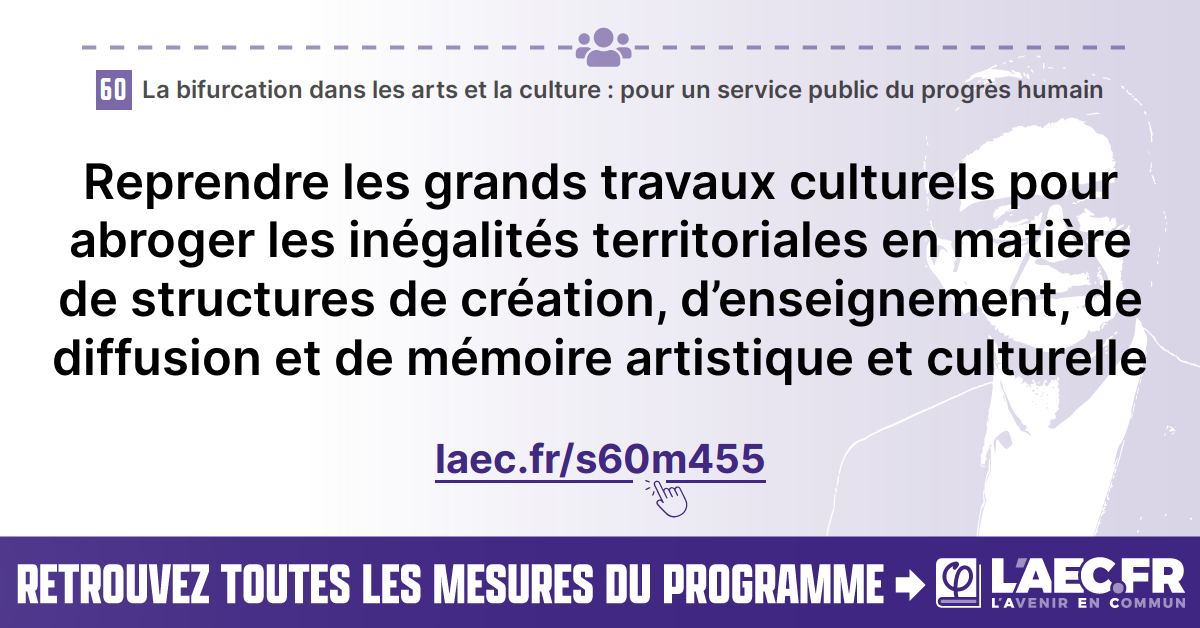 60 La bifurcation dans les arts et la culture : pour un service public du progrès humain
Reprendre les grands travaux culturels pour
abroger les inégalités territoriales en matière
de structures de création, d’enseignement, de
diffusion et de mémoire artistique et culturelle
laec.fr/s60m455
RETROUVEZ TOUTES LES MESURES DU PROGRAMME
φ L'AEC.FR
L'AVENIR EN COMMUN